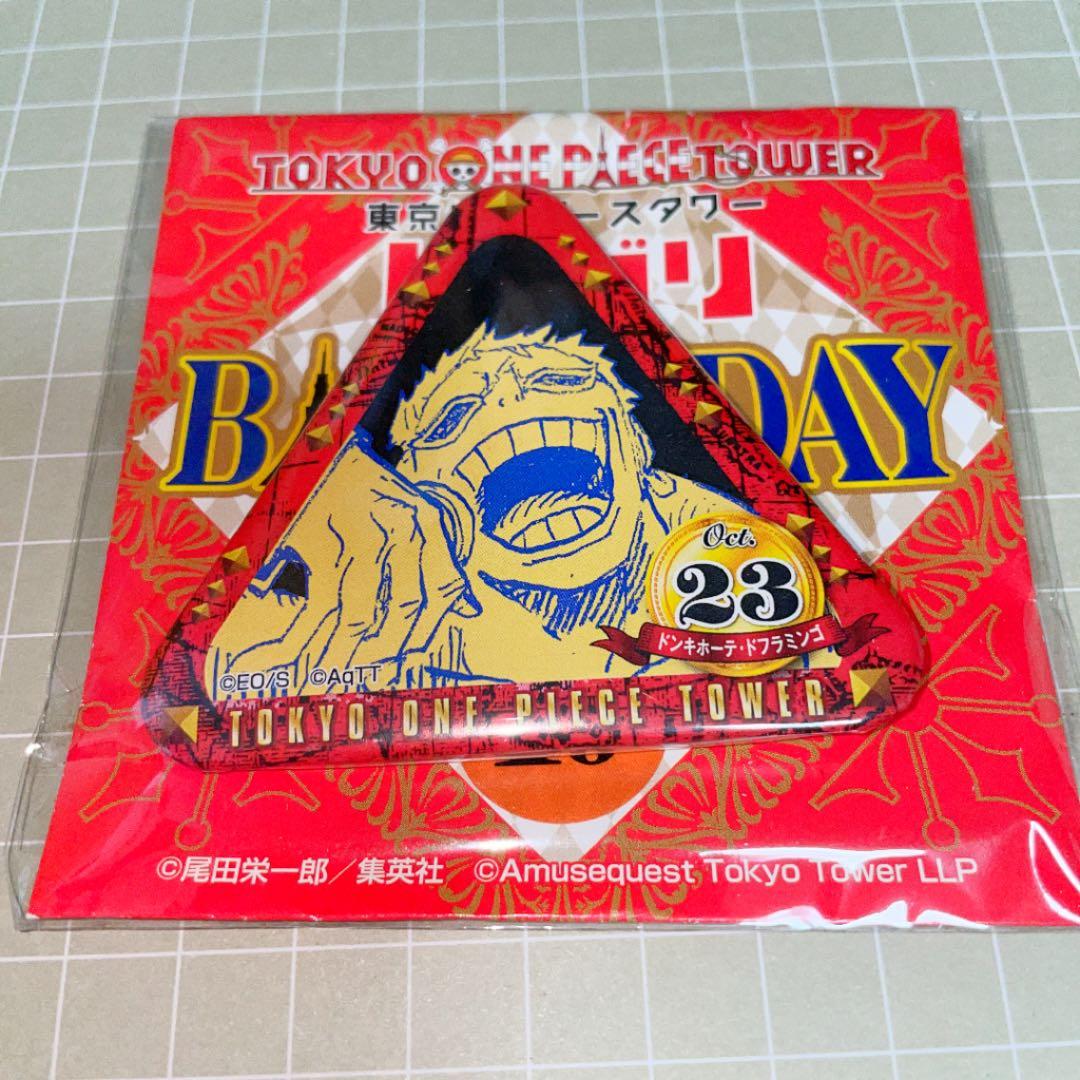 TOKYO ONE PIECE TOWER
東京 ースタワー
リ
BA DAY
Oct.
23
ドンキホーテ・ドフラミンゴ
©EO/S ©AqTT
TOKYO ONE PIECE TOWER
©尾田栄一郎／集英社 ©Amusequest Tokyo Tower LLP